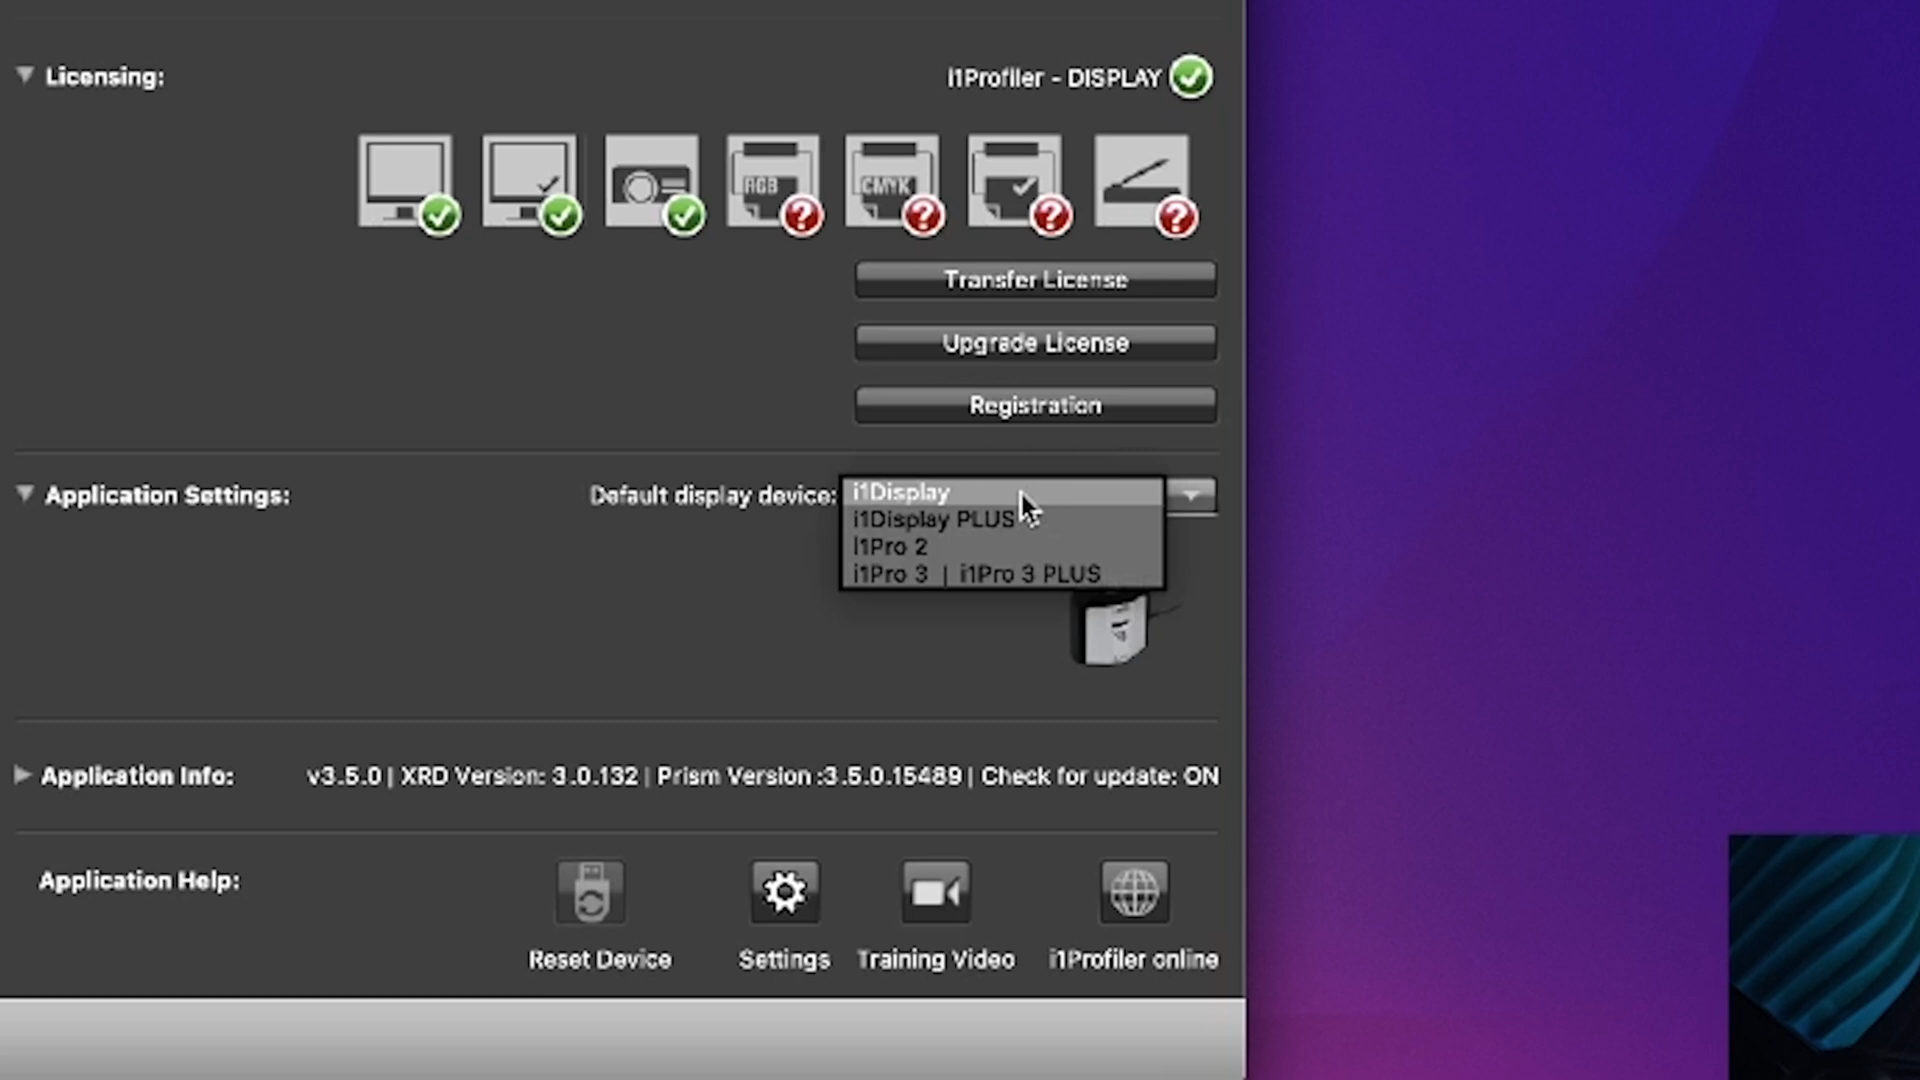 Licensing:
i1Profiler - DISPLAY
RGB
CMYK
Transfer License
Upgrade License
Registration
Application Settings:
Default display device:
i1Display
i1Display PLUS
i1Pro 2
i1Pro 3 | i1Pro 3 PLUS
Application Info:
v3.5.0 | XRD Version: 3.0.132 | Prism Version :3.5.0.15489 | Check for update: ON
Application Help:
Reset Device
Settings
Training Video
i1Profiler online